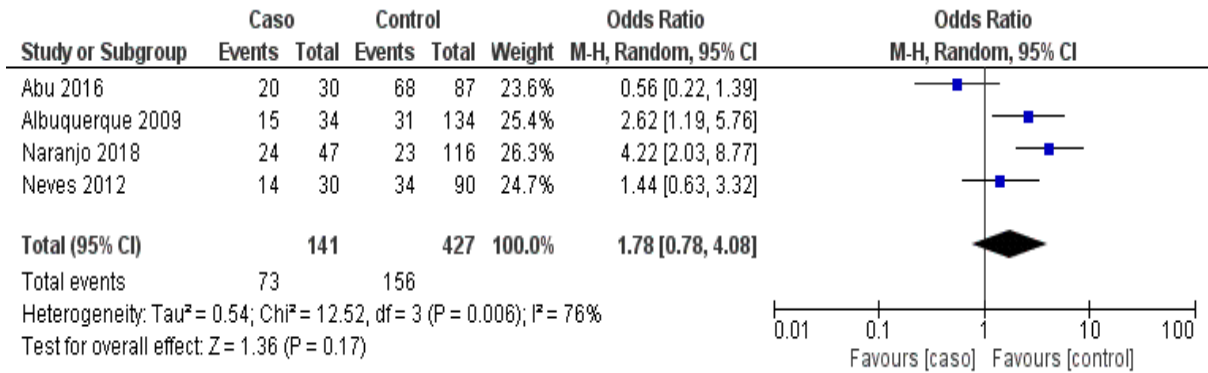 Caso Control Odds Ratio Odds Ratio
Study or Subgroup Events Total Events Total Weight M-H, Random, 95% CI M-H, Random, 95% CI
Abu 2016 20 30 68 87 23.6% 0.56 [0.22, 1.39]
Albuquerque 2009 15 34 31 134 25.4% 2.62 [1.19, 5.76]
Naranjo 2018 24 47 23 116 26.3% 4.22 [2.03, 8.77]
Neves 2012 14 30 34 90 24.7% 1.44 [0.63, 3.32]
Total (95% CI) 141 427 100.0% 1.78 [0.78, 4.08]
Total events 73 156
Heterogeneity: Tau² = 0.54; Chi² = 12.52, df = 3 (P = 0.006); I² = 76%
Test for overall effect: Z = 1.36 (P = 0.17)
0.01 0.1 1 10 100
Favours [caso] Favours [control]